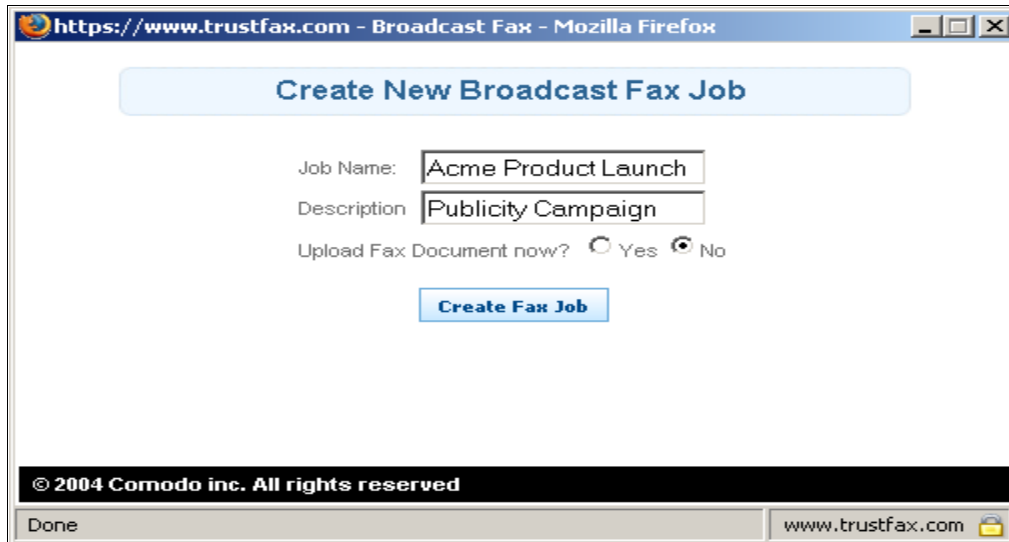 https://www.trustfax.com - Broadcast Fax - Mozilla Firefox
Create New Broadcast Fax Job
Job Name: Acme Product Launch
Description Publicity Campaign
Upload Fax Document now? Yes No
Create Fax Job
© 2004 Comodo inc. All rights reserved
Done www.trustfax.com